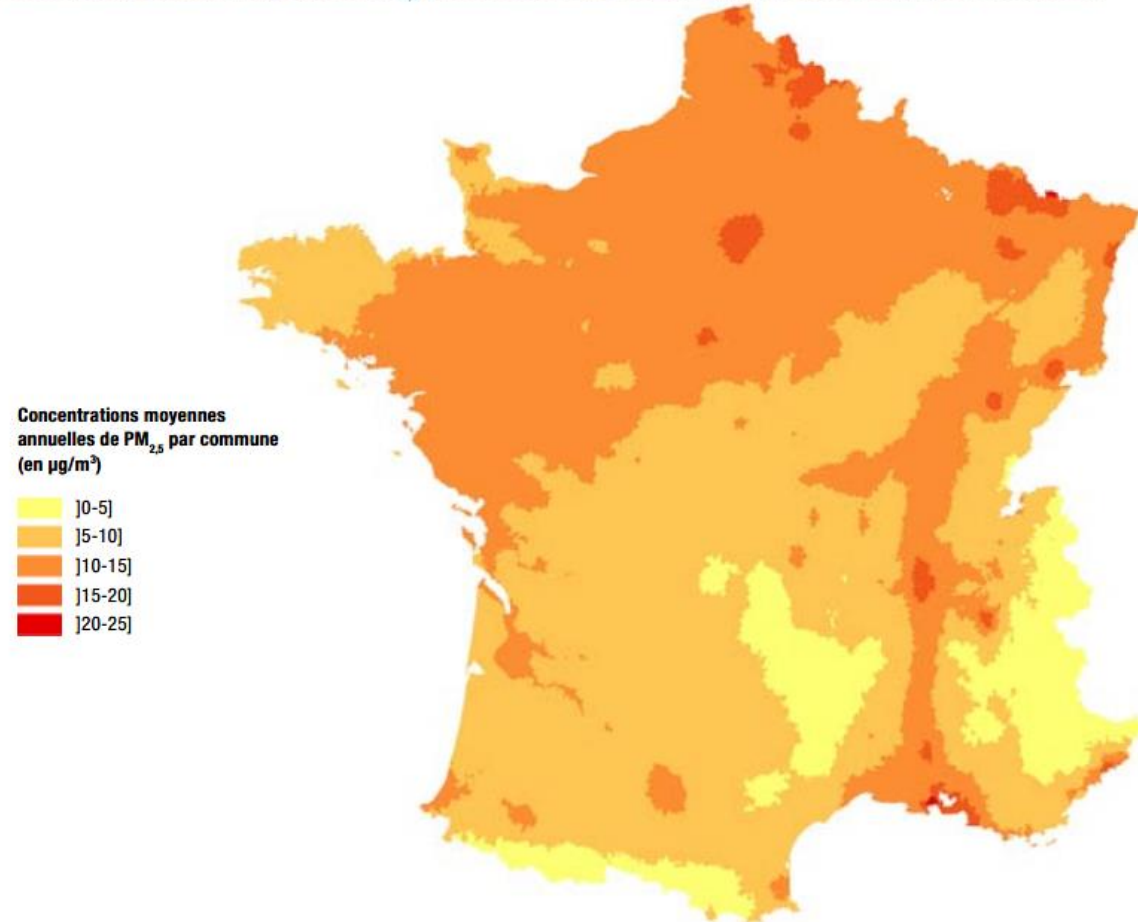 Concentrations moyennes
annuelles de PM2,5 par commune
(en µg/m³)
]0-5]
]5-10]
]10-15]
]15-20]
]20-25]